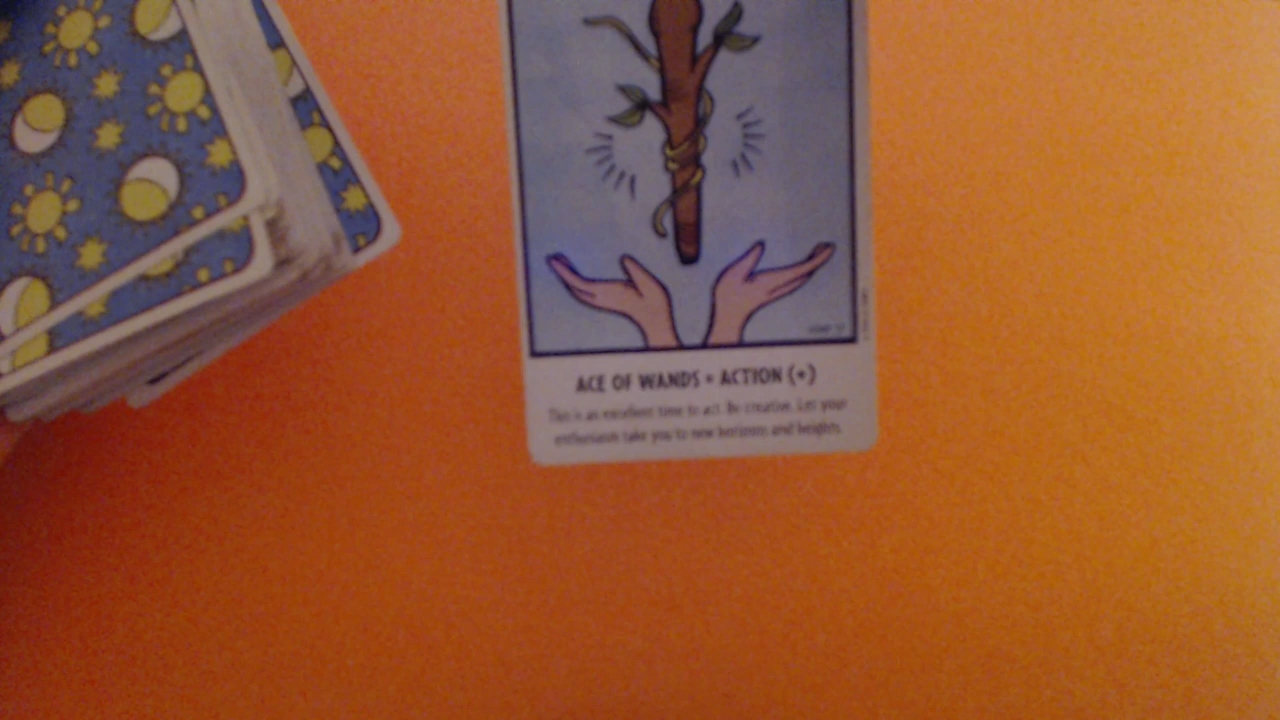 ACE OF WANDS = ACTION (+)
This is an excellent time to act. Be creative. Let your
enthusiasm take you to new horizons and heights.